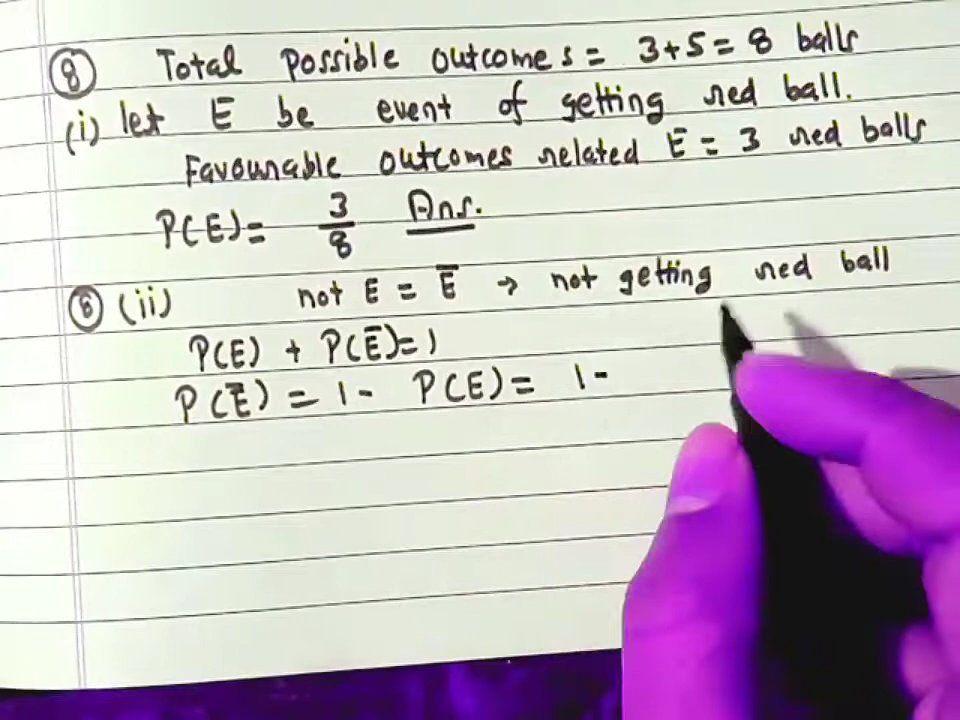 ⑧ Total possible outcomes = 3+5 = 8 balls
(i) let E be event of getting red ball.
Favourable outcomes related E = 3 red balls
P(E) = 3/8 Ans.
⑧ (ii) not E = E̅ → not getting red ball
P(E) + P(E̅) = 1
P(E̅) = 1 - P(E) = 1 -